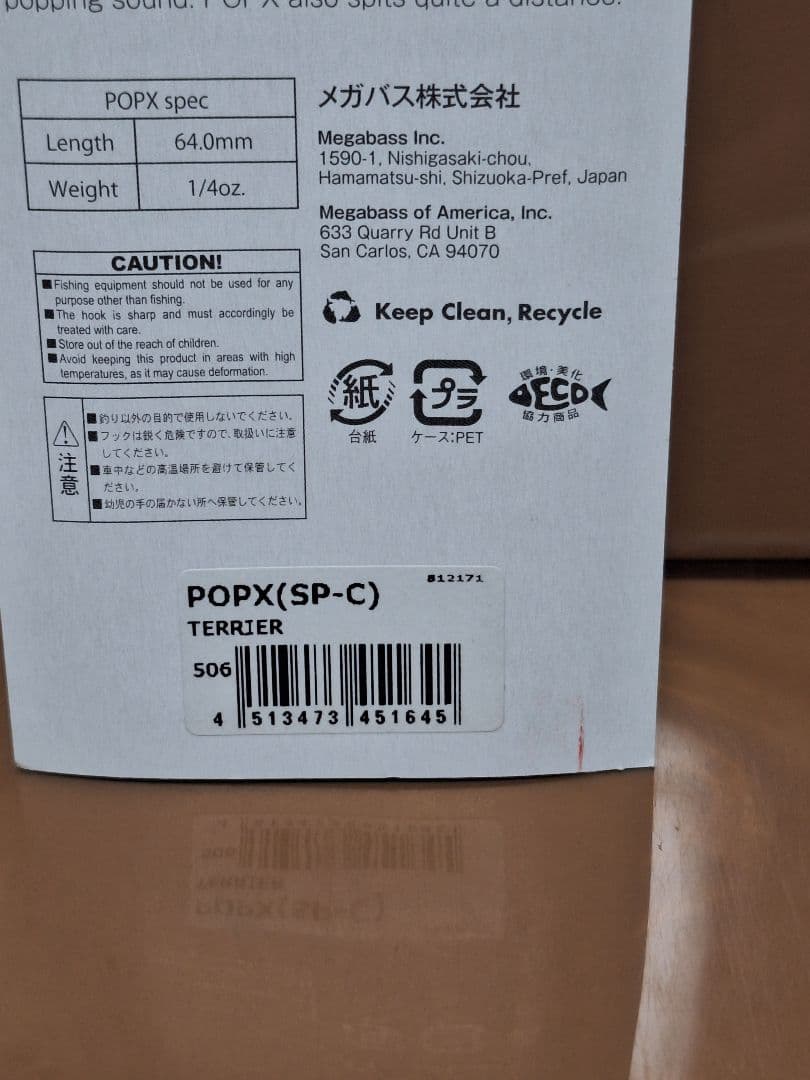 popping sound. POPX also spits quite a distance.
POPX spec
Length 64.0mm
Weight 1/4oz.
メガバス株式会社
Megabass Inc.
1590-1, Nishigasaki-chou,
Hamamatsu-shi, Shizuoka-Pref, Japan
Megabass of America, Inc.
633 Quarry Rd Unit B
San Carlos, CA 94070
CAUTION!
■Fishing equipment should not be used for any
purpose other than fishing.
■The hook is sharp and must accordingly be
treated with care.
■Store out of the reach of children.
■Avoid keeping this product in areas with high
temperatures, as it may cause deformation.
Keep Clean, Recycle
紙
台紙
プラ
ケース:PET
環境・美化
ECO
協力商品
注意
■釣り以外の目的で使用しないでください。
■フックは鋭く危険ですので、取扱いに注意
してください。
■車中などの高温場所を避けて保管してく
ださい。
■幼児の手の届かない所へ保管してください。
812171
POPX(SP-C)
TERRIER
506
4 513473 451645